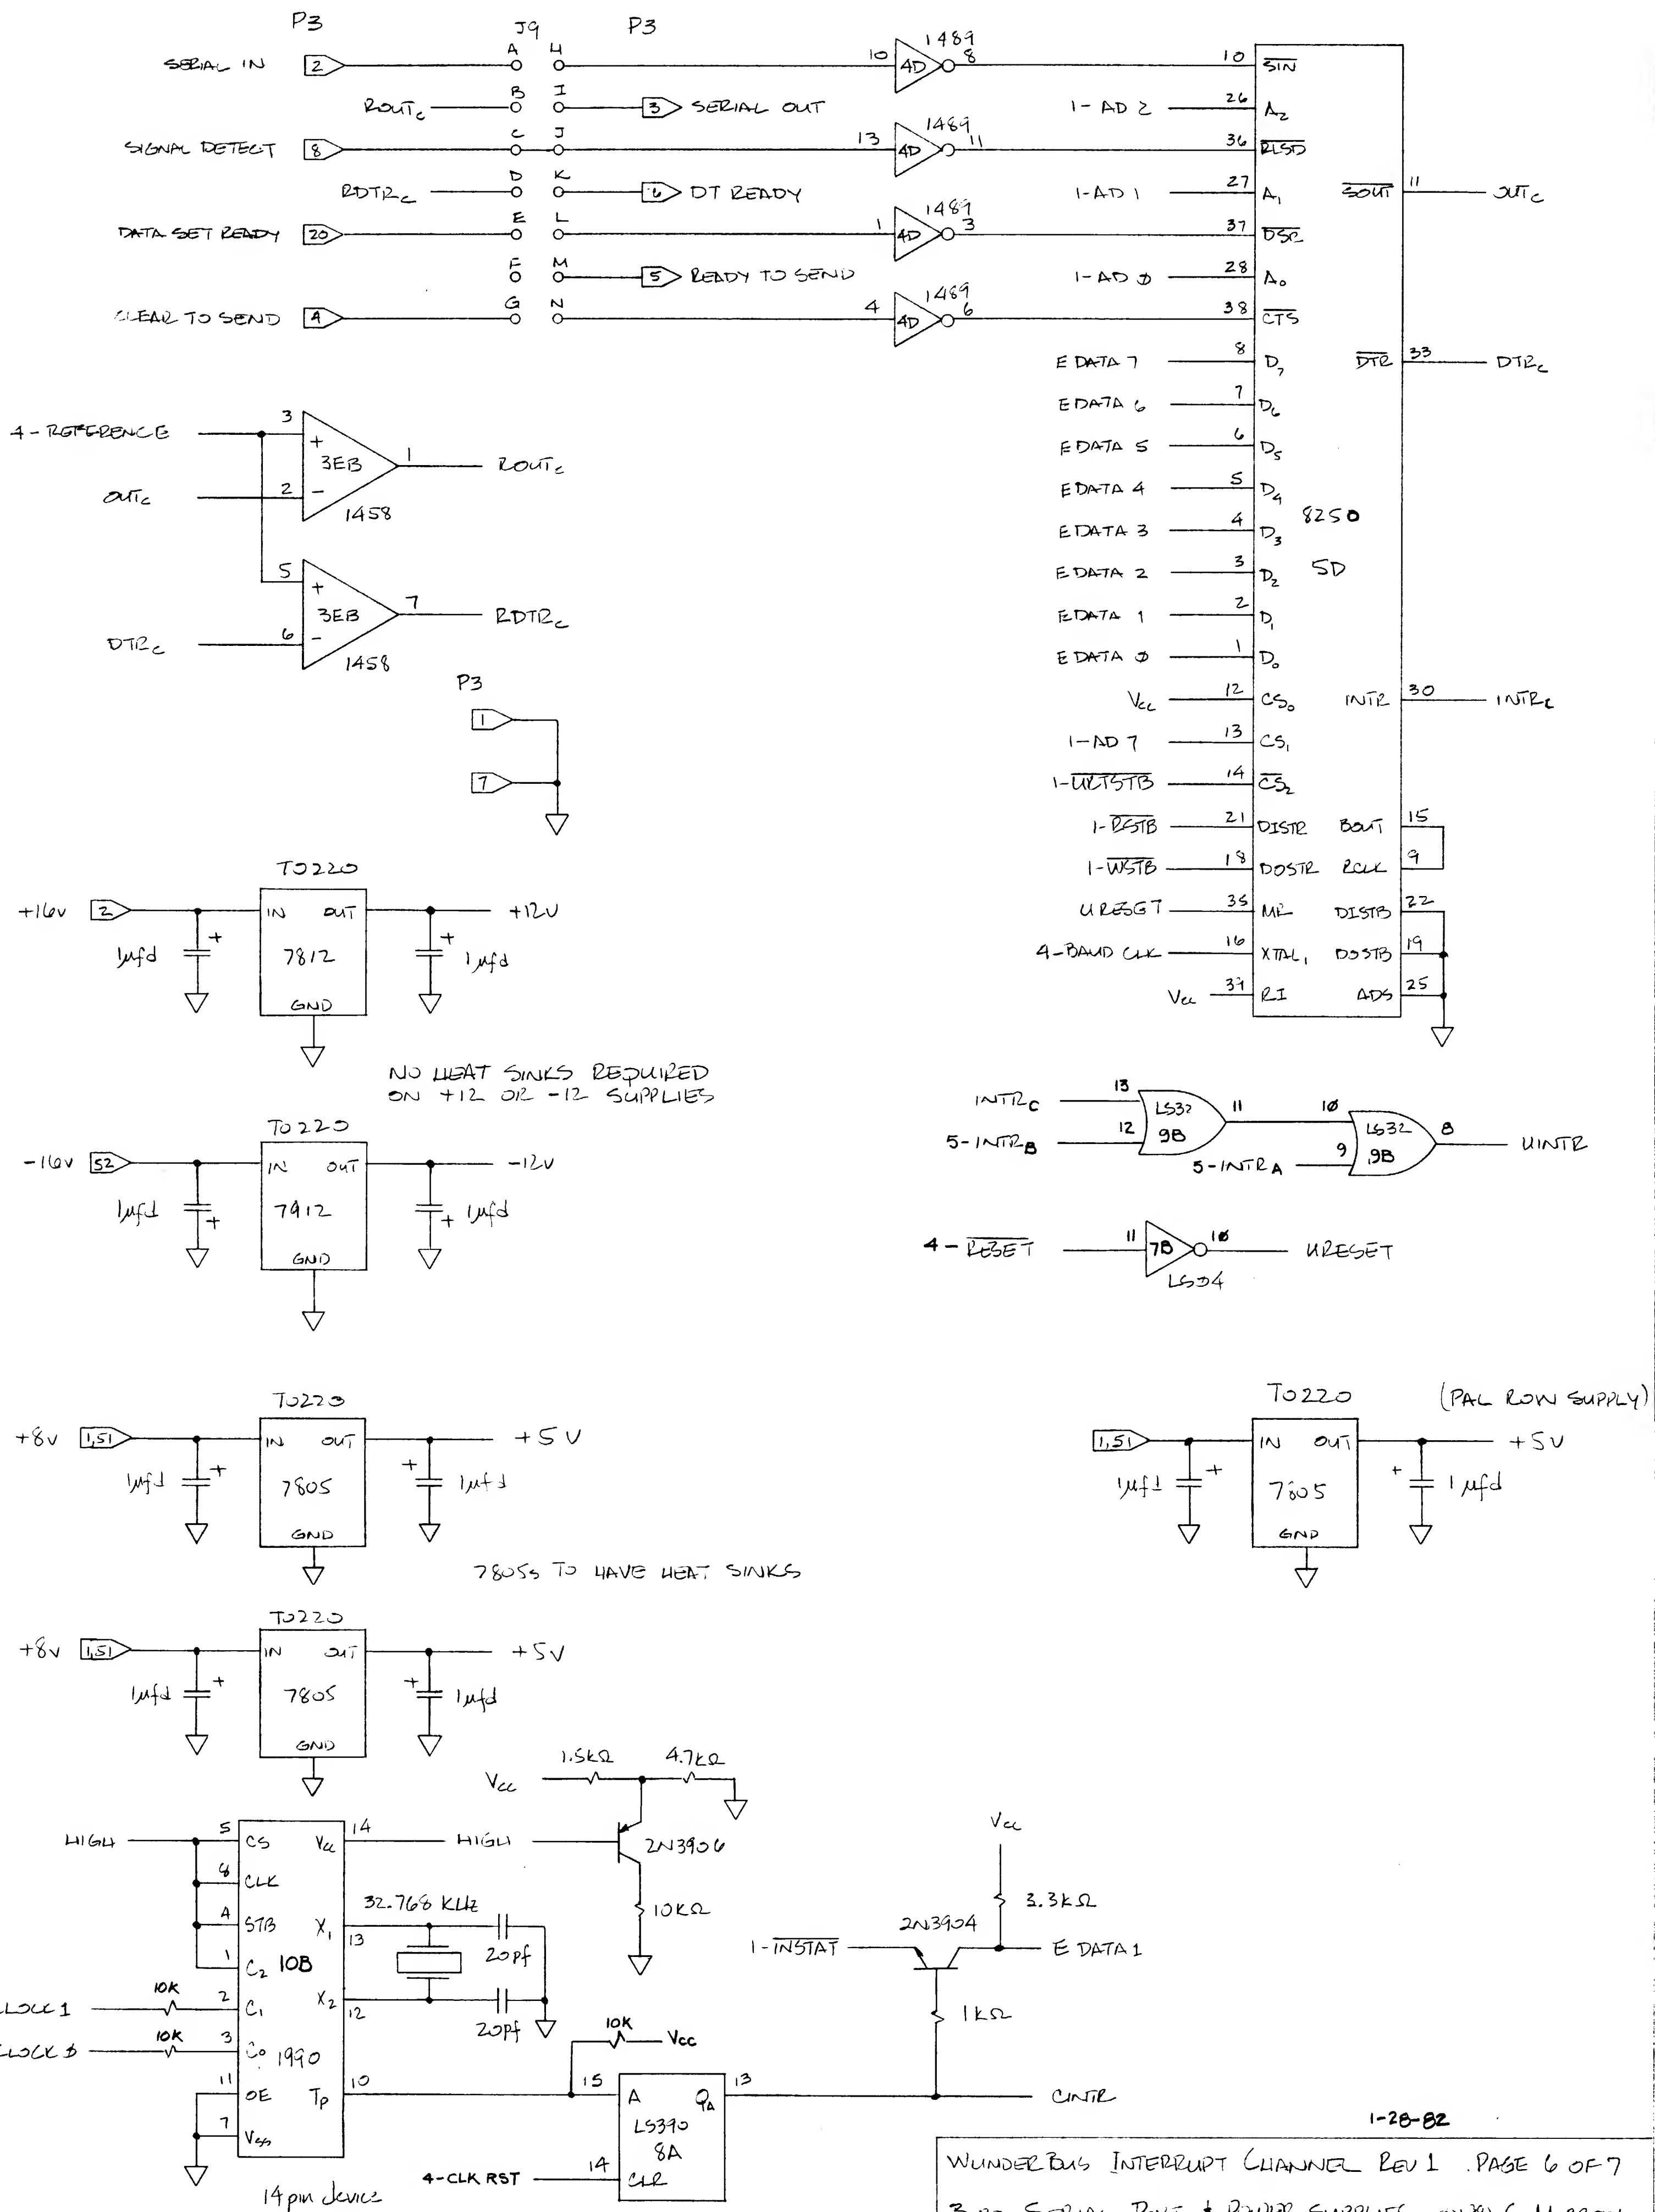 P3 J9 P3
SERIAL IN 2 A H 10 4D 1489 8 10 SIN
ROUTC B I 3 SERIAL OUT 1-AD 2 26 A2
SIGNAL DETECT 8 C J 13 4D 1489 11 36 RLSD
RDTRC D K 6 DT READY 1-AD 1 27 A1 SOUT 11 OUTC
DATA SET READY 20 E L 1 4D 1489 3 37 DSR
F M 5 READY TO SEND 1-AD 0 28 A0
CLEAR TO SEND 4 G N 4 4D 1489 6 38 CTS
E DATA 7 8 D7 DTR 33 DTRC
E DATA 6 7 D6
E DATA 5 6 D5
E DATA 4 5 D4
8250
E DATA 3 4 D3
E DATA 2 3 D2 5D
E DATA 1 2 D1
E DATA 0 1 D0
VCC 12 CS0 INTR 30 INTRC
1-AD 7 13 CS1
1-URTSTB 14 CS2
1-RSTB 21 DISTR BOUT 15
1-WSTB 18 DOSTR RCLK 9
URESET 35 MR DISTB 22
4-BAUD CLK 16 XTAL1 DOSTB 19
VCC 39 RI ADS 25
4-REFERENCE 3 + 3EB 1 ROUTC
OUTC 2 - 1458
5 + 3EB 7 RDTRC
DTRC 6 - 1458
P3
1
7
TO220
+16V 2 IN OUT +12V
1µfd + 7812 + 1µfd
GND
NO HEAT SINKS REQUIRED
ON +12 OR -12 SUPPLIES
TO220
-16V 52 IN OUT -12V
1µfd + 7912 + 1µfd
GND
INTRC 13 LS32 11 10 LS32 8 UINTR
5-INTRB 12 9B 9 9B
5-INTRA
4-RESET 11 7B 10 URESET
LS04
TO220
+8V 1,51 IN OUT +5V
1µfd + 7805 + 1µfd
GND
7805s TO HAVE HEAT SINKS
TO220 (PAL ROW SUPPLY)
1,51 IN OUT +5V
1µfd + 7805 + 1µfd
GND
TO220
+8V 1,51 IN OUT +5V
1µfd + 7805 + 1µfd
GND
VCC 1.5KΩ 4.7KΩ
HIGH 5 CS VCC 14 HIGH 2N3906
8 CLK
4 STB X1 13 32.768 KHZ 20pf 10KΩ
1 C2 10B
10K 2 C1 X2 12 20pf
10K 3 C0 1990
11 OE TP 10
7 VSS
14 pin device
VCC
3.3KΩ
1-INSTAT 2N3904 E DATA 1
1KΩ
10K VCC
15 A QA 13 CINTR
LS390
8A
4-CLK RST 14 CLR
1-28-82
WUNDERBUS INTERRUPT CHANNEL REV 1 PAGE 6 OF 7